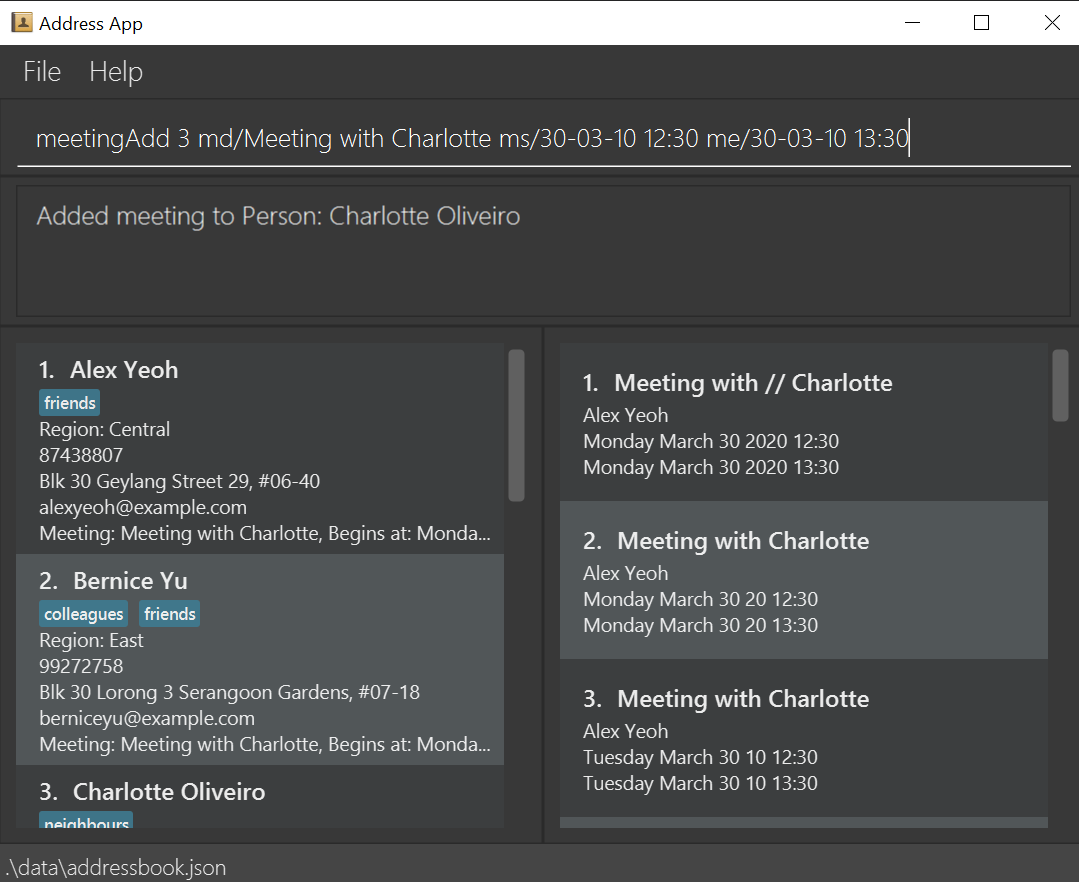 Address App
File Help
meetingAdd 3 md/Meeting with Charlotte ms/30-03-10 12:30 me/30-03-10 13:30
Added meeting to Person: Charlotte Oliveiro
1. Alex Yeoh
friends
Region: Central
87438807
Blk 30 Geylang Street 29, #06-40
alexyeoh@example.com
Meeting: Meeting with Charlotte, Begins at: Monda...
2. Bernice Yu
colleagues friends
Region: East
99272758
Blk 30 Lorong 3 Serangoon Gardens, #07-18
berniceyu@example.com
Meeting: Meeting with Charlotte, Begins at: Monda...
3. Charlotte Oliveiro
neighbours
1. Meeting with // Charlotte
Alex Yeoh
Monday March 30 2020 12:30
Monday March 30 2020 13:30
2. Meeting with Charlotte
Alex Yeoh
Monday March 30 20 12:30
Monday March 30 20 13:30
3. Meeting with Charlotte
Alex Yeoh
Tuesday March 30 10 12:30
Tuesday March 30 10 13:30
.\data\addressbook.json